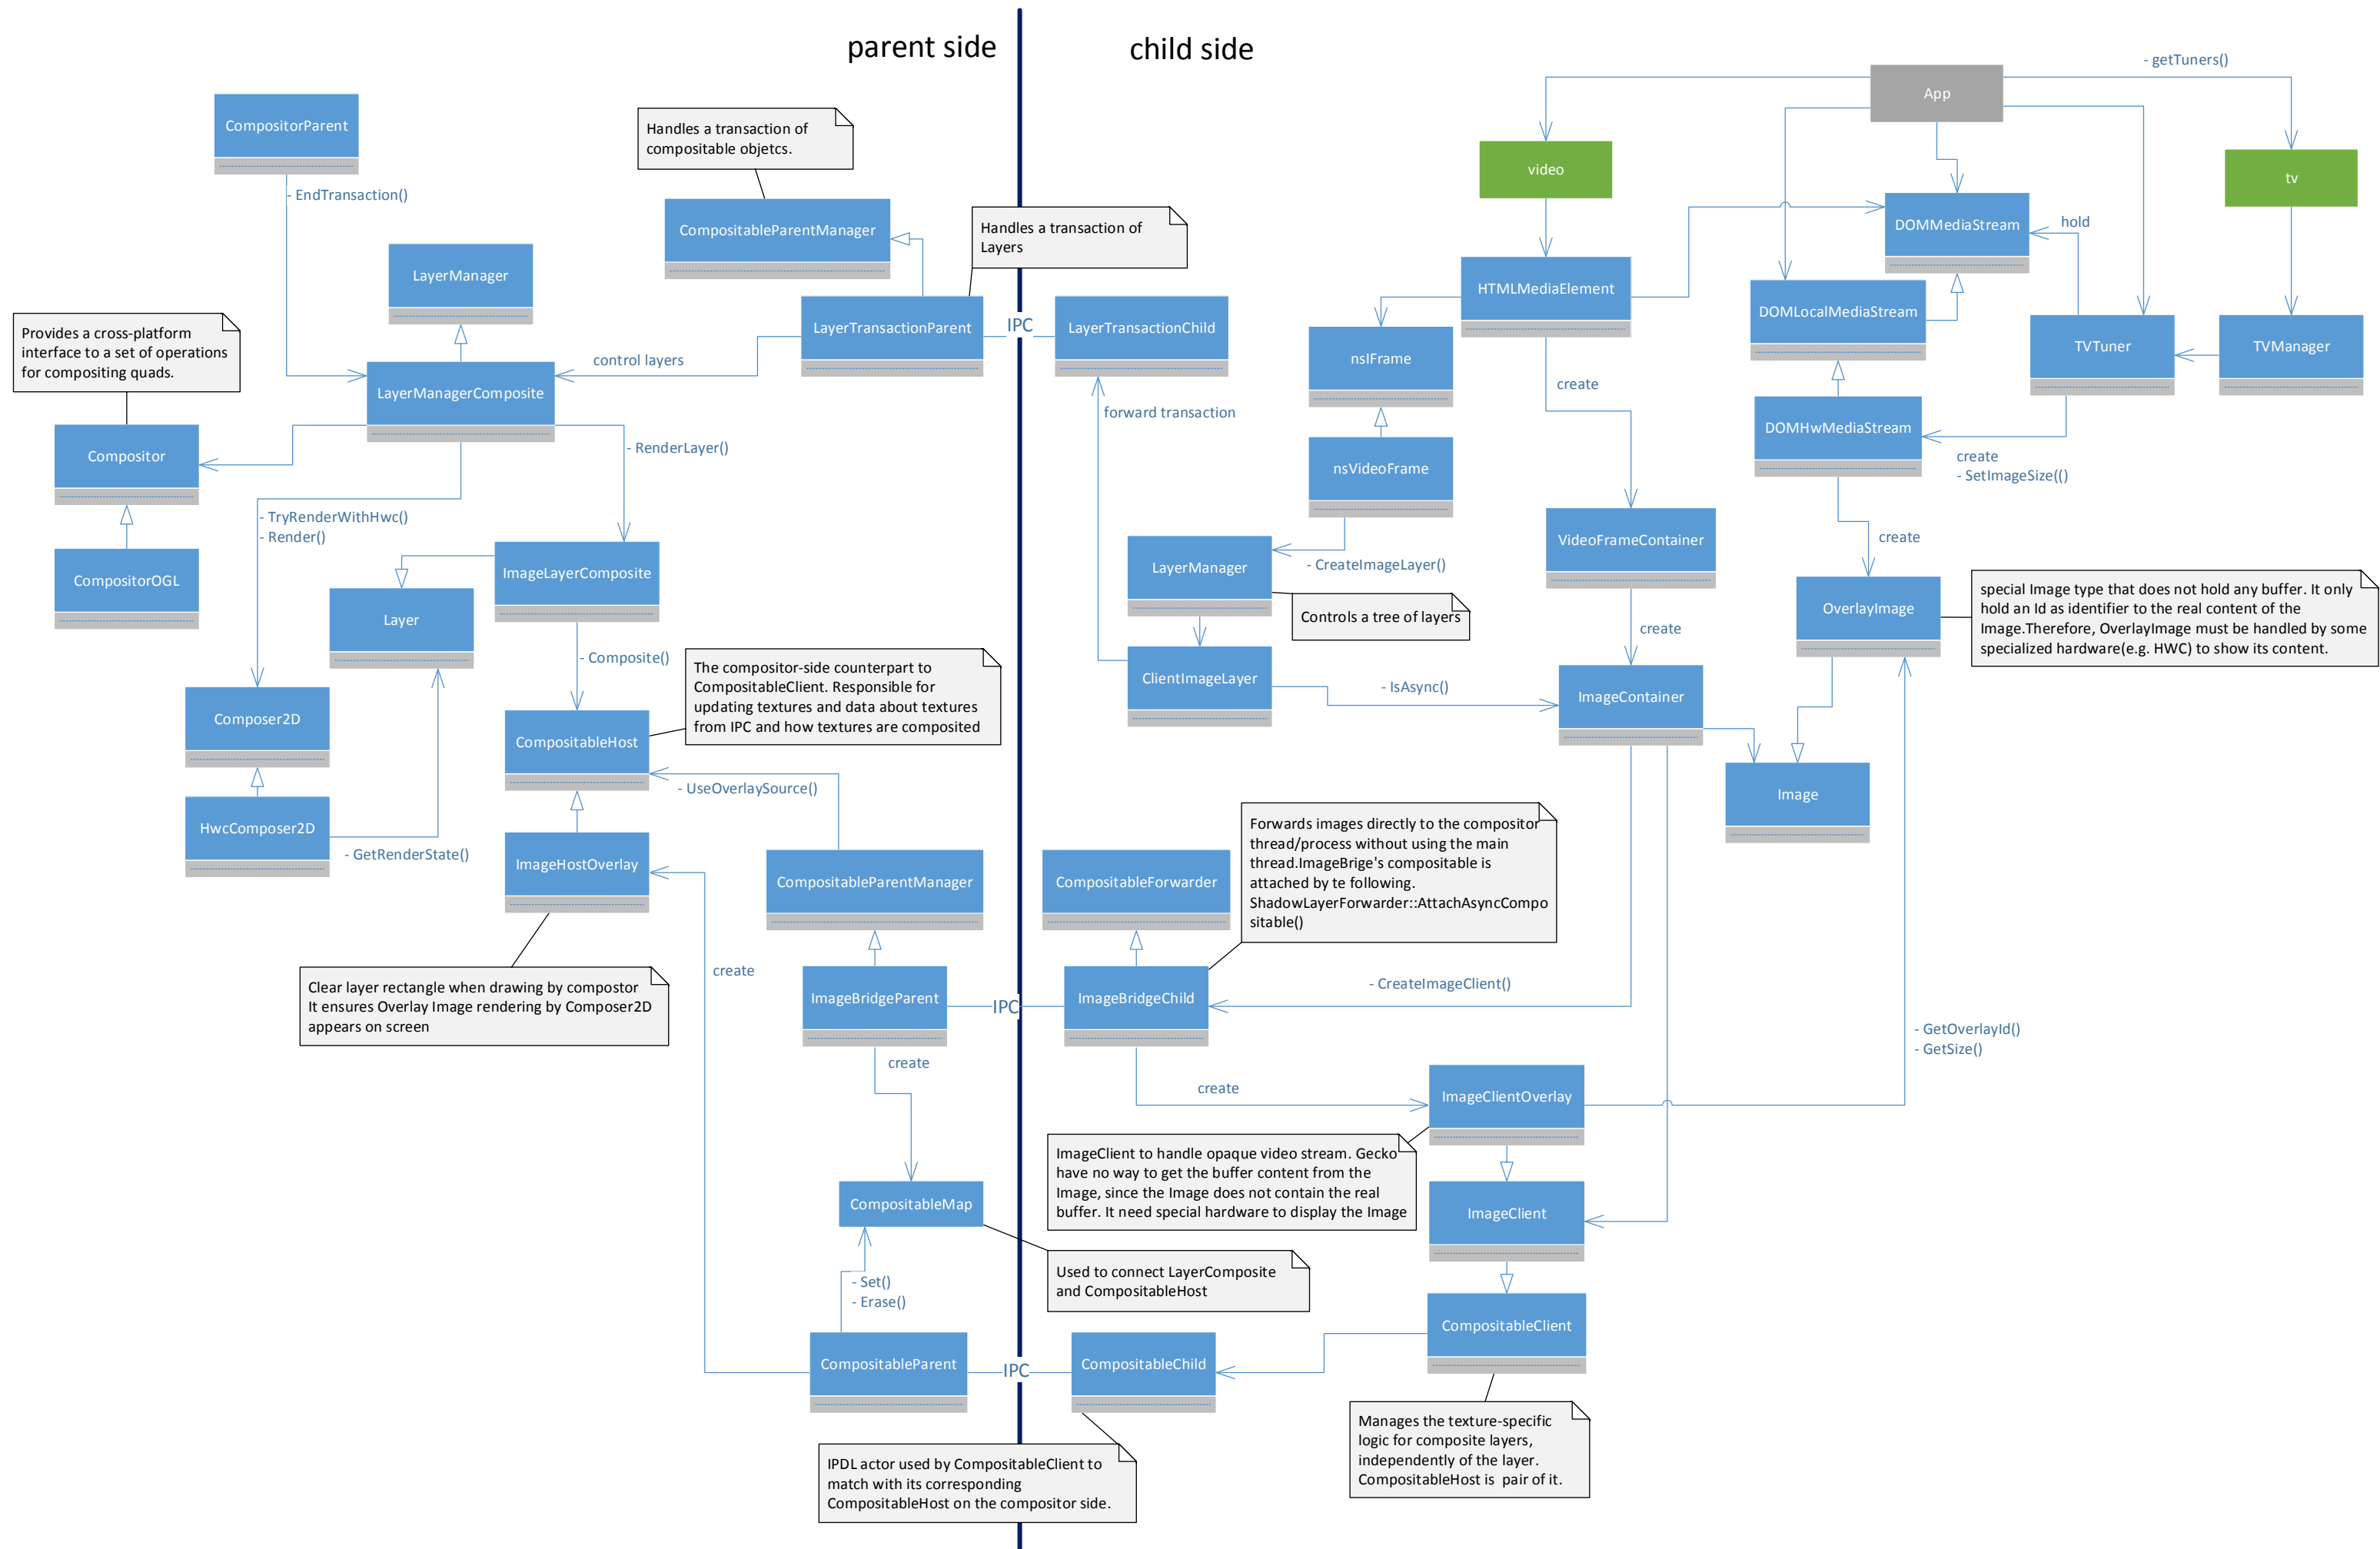 parent side
child side
- getTuners()
App
CompositorParent
Handles a transaction of
compositable objetcs.
video
tv
- EndTransaction()
CompositableParentManager
Handles a transaction of
Layers
DOMMediaStream
hold
LayerManager
HTMLMediaElement
DOMLocalMediaStream
Provides a cross-platform
interface to a set of operations
for compositing quads.
LayerTransactionParent
IPC
LayerTransactionChild
nsIFrame
TVTuner
TVManager
control layers
LayerManagerComposite
create
forward transaction
DOMHwMediaStream
Compositor
- RenderLayer()
nsVideoFrame
create
- SetImageSize(()
- TryRenderWithHwc()
- Render()
VideoFrameContainer
create
CompositorOGL
ImageLayerComposite
LayerManager
- CreateImageLayer()
Layer
Controls a tree of layers
OverlayImage
special Image type that does not hold any buffer. It only
hold an Id as identifier to the real content of the
Image.Therefore, OverlayImage must be handled by some
specialized hardware(e.g. HWC) to show its content.
create
- Composite()
The compositor-side counterpart to
CompositableClient. Responsible for
updating textures and data about textures
from IPC and how textures are composited
ClientImageLayer
- IsAsync()
ImageContainer
Composer2D
CompositableHost
- UseOverlaySource()
Image
HwcComposer2D
- GetRenderState()
ImageHostOverlay
CompositableParentManager
CompositableForwarder
Forwards images directly to the compositor
thread/process without using the main
thread.ImageBrige's compositable is
attached by te following.
ShadowLayerForwarder::AttachAsyncCompo
sitable()
create
Clear layer rectangle when drawing by compostor
It ensures Overlay Image rendering by Composer2D
appears on screen
ImageBridgeParent
IPC
ImageBridgeChild
- CreateImageClient()
- GetOverlayId()
- GetSize()
create
create
ImageClientOverlay
ImageClient to handle opaque video stream. Gecko
have no way to get the buffer content from the
Image, since the Image does not contain the real
buffer. It need special hardware to display the Image
CompositableMap
ImageClient
Used to connect LayerComposite
and CompositableHost
- Set()
- Erase()
CompositableClient
CompositableParent
IPC
CompositableChild
Manages the texture-specific
logic for composite layers,
independently of the layer.
CompositableHost is  pair of it.
IPDL actor used by CompositableClient to
match with its corresponding
CompositableHost on the compositor side.